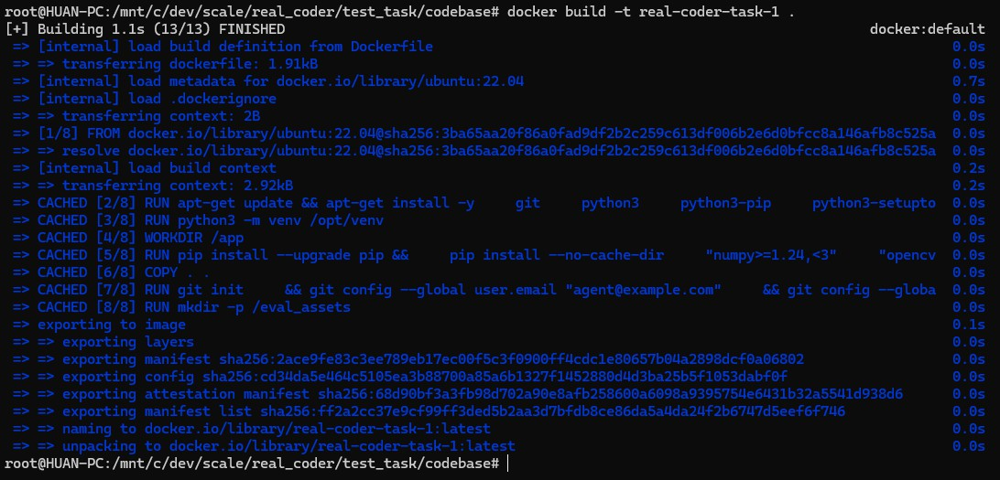 root@HUAN-PC:/mnt/c/dev/scale/real_coder/test_task/codebase# docker build -t real-coder-task-1 .
[+] Building 1.1s (13/13) FINISHED docker:default
=> [internal] load build definition from Dockerfile 0.0s
=> => transferring dockerfile: 1.91kB 0.0s
=> [internal] load metadata for docker.io/library/ubuntu:22.04 0.7s
=> [internal] load .dockerignore 0.0s
=> => transferring context: 2B 0.0s
=> [1/8] FROM docker.io/library/ubuntu:22.04@sha256:3ba65aa20f86a0fad9df2b2c259c613df006b2e6d0bfcc8a146afb8c525a 0.0s
=> => resolve docker.io/library/ubuntu:22.04@sha256:3ba65aa20f86a0fad9df2b2c259c613df006b2e6d0bfcc8a146afb8c525a 0.0s
=> [internal] load build context 0.2s
=> => transferring context: 2.92kB 0.2s
=> CACHED [2/8] RUN apt-get update && apt-get install -y git python3 python3-pip python3-setupto 0.0s
=> CACHED [3/8] RUN python3 -m venv /opt/venv 0.0s
=> CACHED [4/8] WORKDIR /app 0.0s
=> CACHED [5/8] RUN pip install --upgrade pip && pip install --no-cache-dir "numpy>=1.24,<3" "opencv 0.0s
=> CACHED [6/8] COPY . . 0.0s
=> CACHED [7/8] RUN git init && git config --global user.email "agent@example.com" && git config --globa 0.0s
=> CACHED [8/8] RUN mkdir -p /eval_assets 0.0s
=> exporting to image 0.1s
=> => exporting layers 0.0s
=> => exporting manifest sha256:2ace9fe83c3ee789eb17ec00f5c3f0900ff4cdc1e80657b04a2898dcf0a06802 0.0s
=> => exporting config sha256:cd34da5e464c5105ea3b88700a85a6b1327f1452880d4d3ba25b5f1053dabf0f 0.0s
=> => exporting attestation manifest sha256:68d90bf3a3fb98d702a90e8afb258600a6098a9395754e6431b32a5541d938d6 0.0s
=> => exporting manifest list sha256:ff2a2cc37e9cf99ff3ded5b2aa3d7bfdb8ce86da5a4da24f2b6747d5eef6f746 0.0s
=> => naming to docker.io/library/real-coder-task-1:latest 0.0s
=> => unpacking to docker.io/library/real-coder-task-1:latest 0.0s
root@HUAN-PC:/mnt/c/dev/scale/real_coder/test_task/codebase#